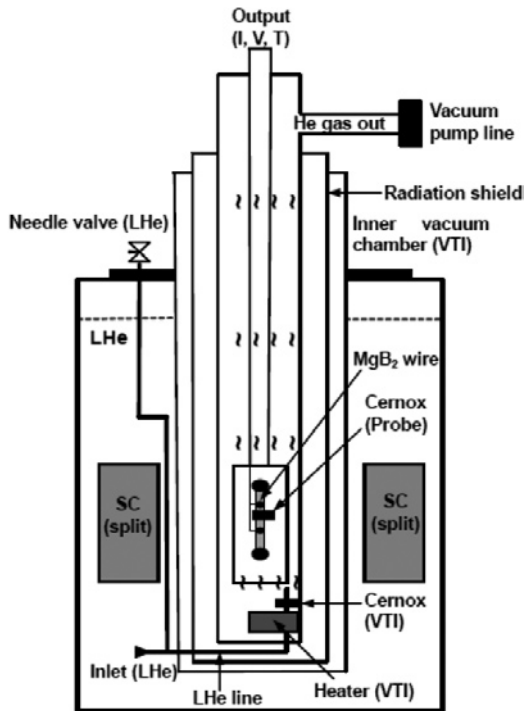 Output
(I, V, T)
He gas out
Vacuum
pump line
Radiation shield
Needle valve (LHe)
Inner vacuum
chamber (VTI)
LHe
MgB₂ wire
Cernox
(Probe)
SC
(split)
SC
(split)
Cernox
(VTI)
Inlet (LHe)
LHe line
Heater (VTI)